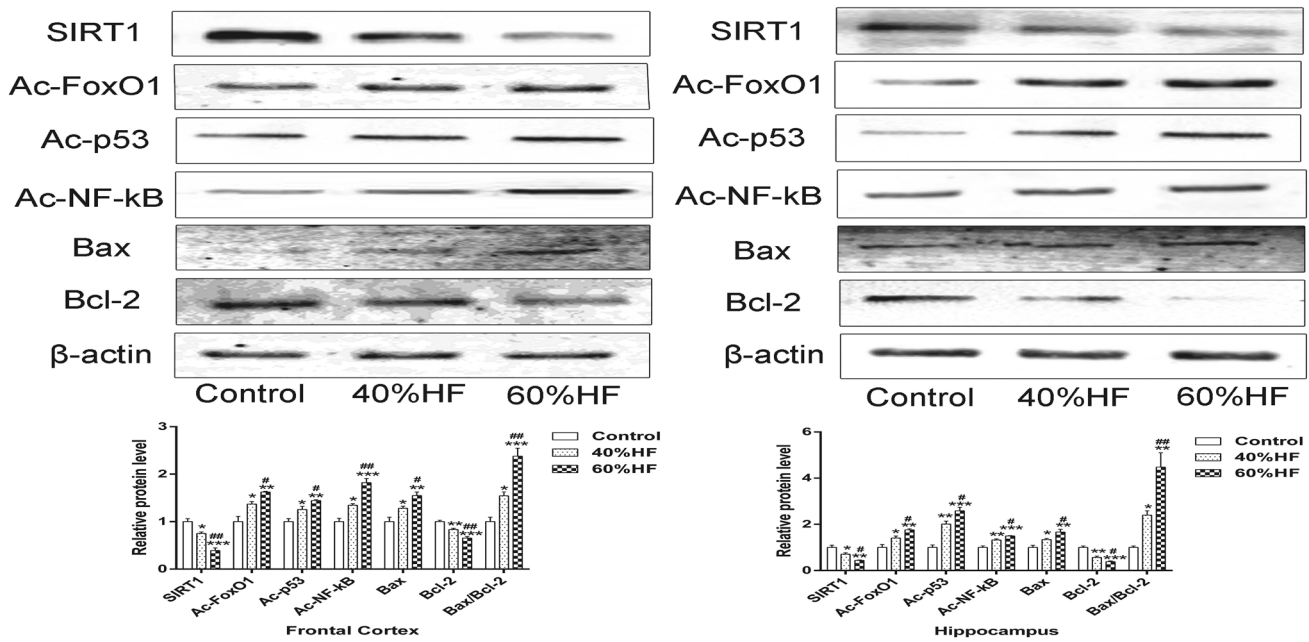 SIRT1
Ac-FoxO1
Ac-p53
Ac-NF-kB
Bax
Bcl-2
β-actin
Control 40%HF 60%HF
3
2
1
0
Relative protein level
Control
40%HF
60%HF
* ## ***
* # **
* # **
* ## ***
* # **
** ## ***
* ## ***
SIRT1 Ac-FoxO1 Ac-p53 Ac-NF-kB Bax Bcl-2 Bax/Bcl-2
Frontal Cortex
SIRT1
Ac-FoxO1
Ac-p53
Ac-NF-kB
Bax
Bcl-2
β-actin
Control 40%HF 60%HF
6
4
2
0
Relative protein level
Control
40%HF
60%HF
* # **
* # **
** # ***
** # ***
* # **
** # ***
* ## **
SIRT1 Ac-FoxO1 Ac-p53 Ac-NF-kB Bax Bcl-2 Bax/Bcl-2
Hippocampus